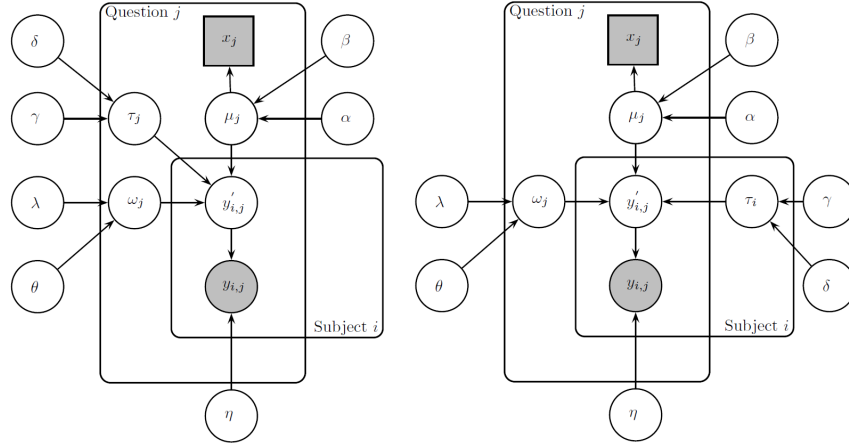 Question j
x_j
δ
β
γ
τ_j
μ_j
α
λ
ω_j
y'_{i,j}
θ
y_{i,j}
Subject i
η
Question j
x_j
β
μ_j
α
λ
ω_j
y'_{i,j}
τ_i
γ
θ
y_{i,j}
δ
Subject i
η